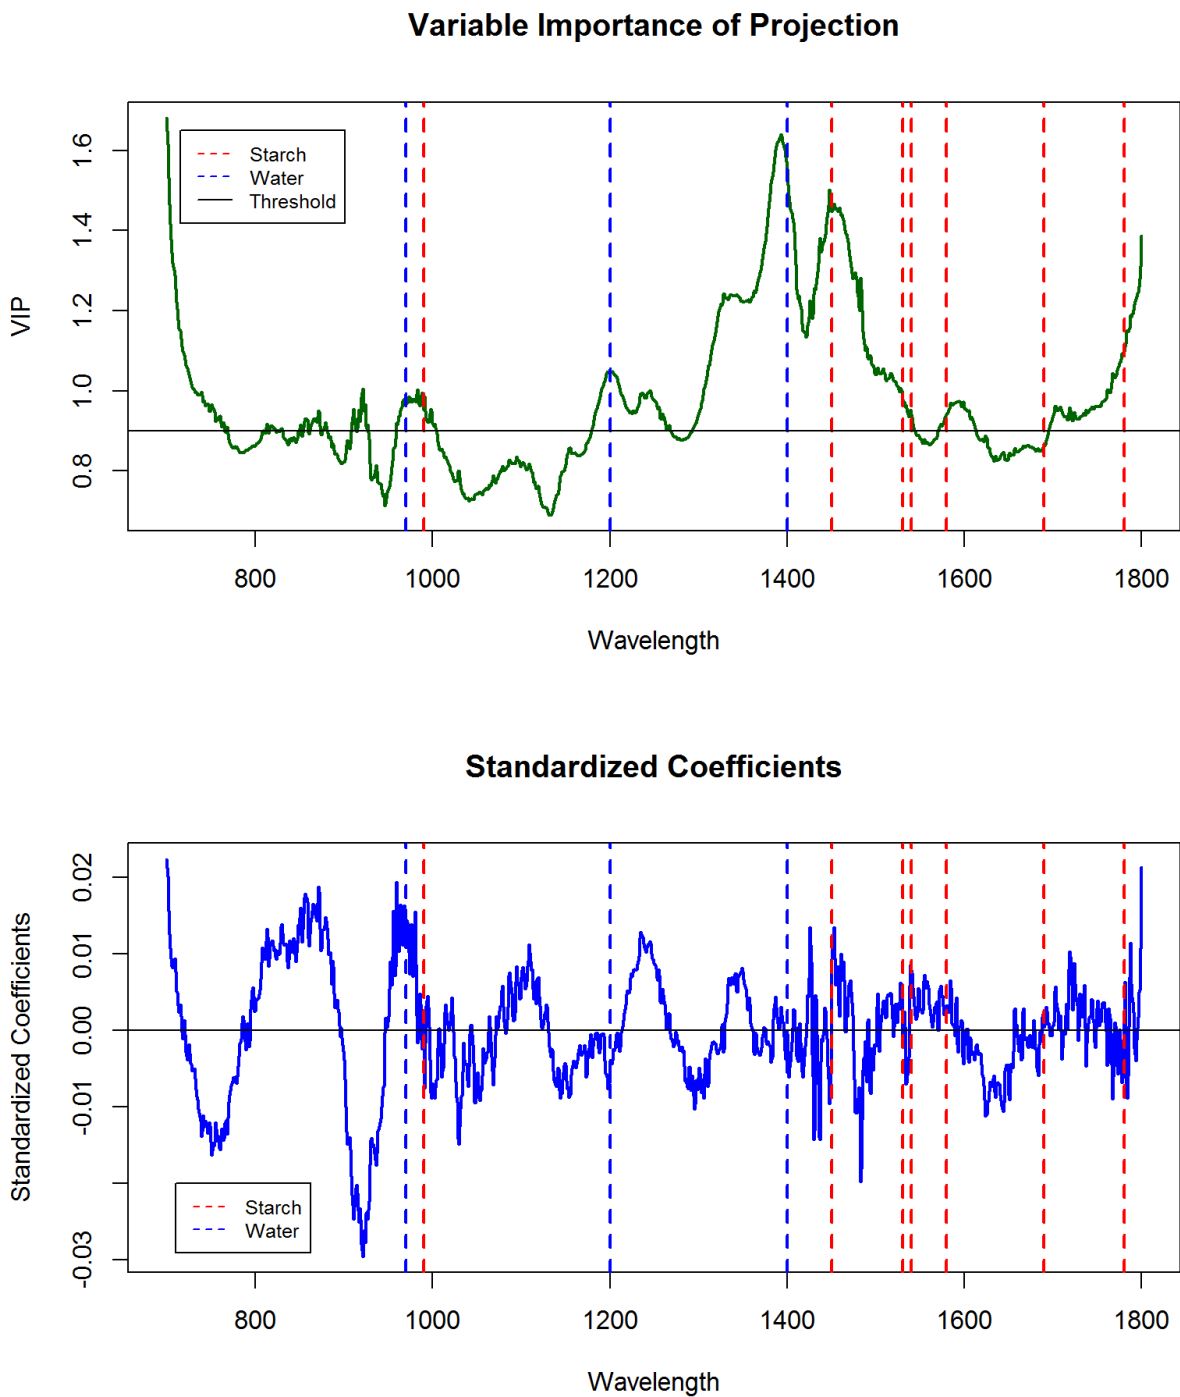 Variable Importance of Projection
VIP
1.6
1.4
1.2
1.0
0.8
Starch
Water
Threshold
800 1000 1200 1400 1600 1800
Wavelength
Standardized Coefficients
Standardized Coefficients
0.02
0.01
0.00
-0.01
-0.03
Starch
Water
800 1000 1200 1400 1600 1800
Wavelength